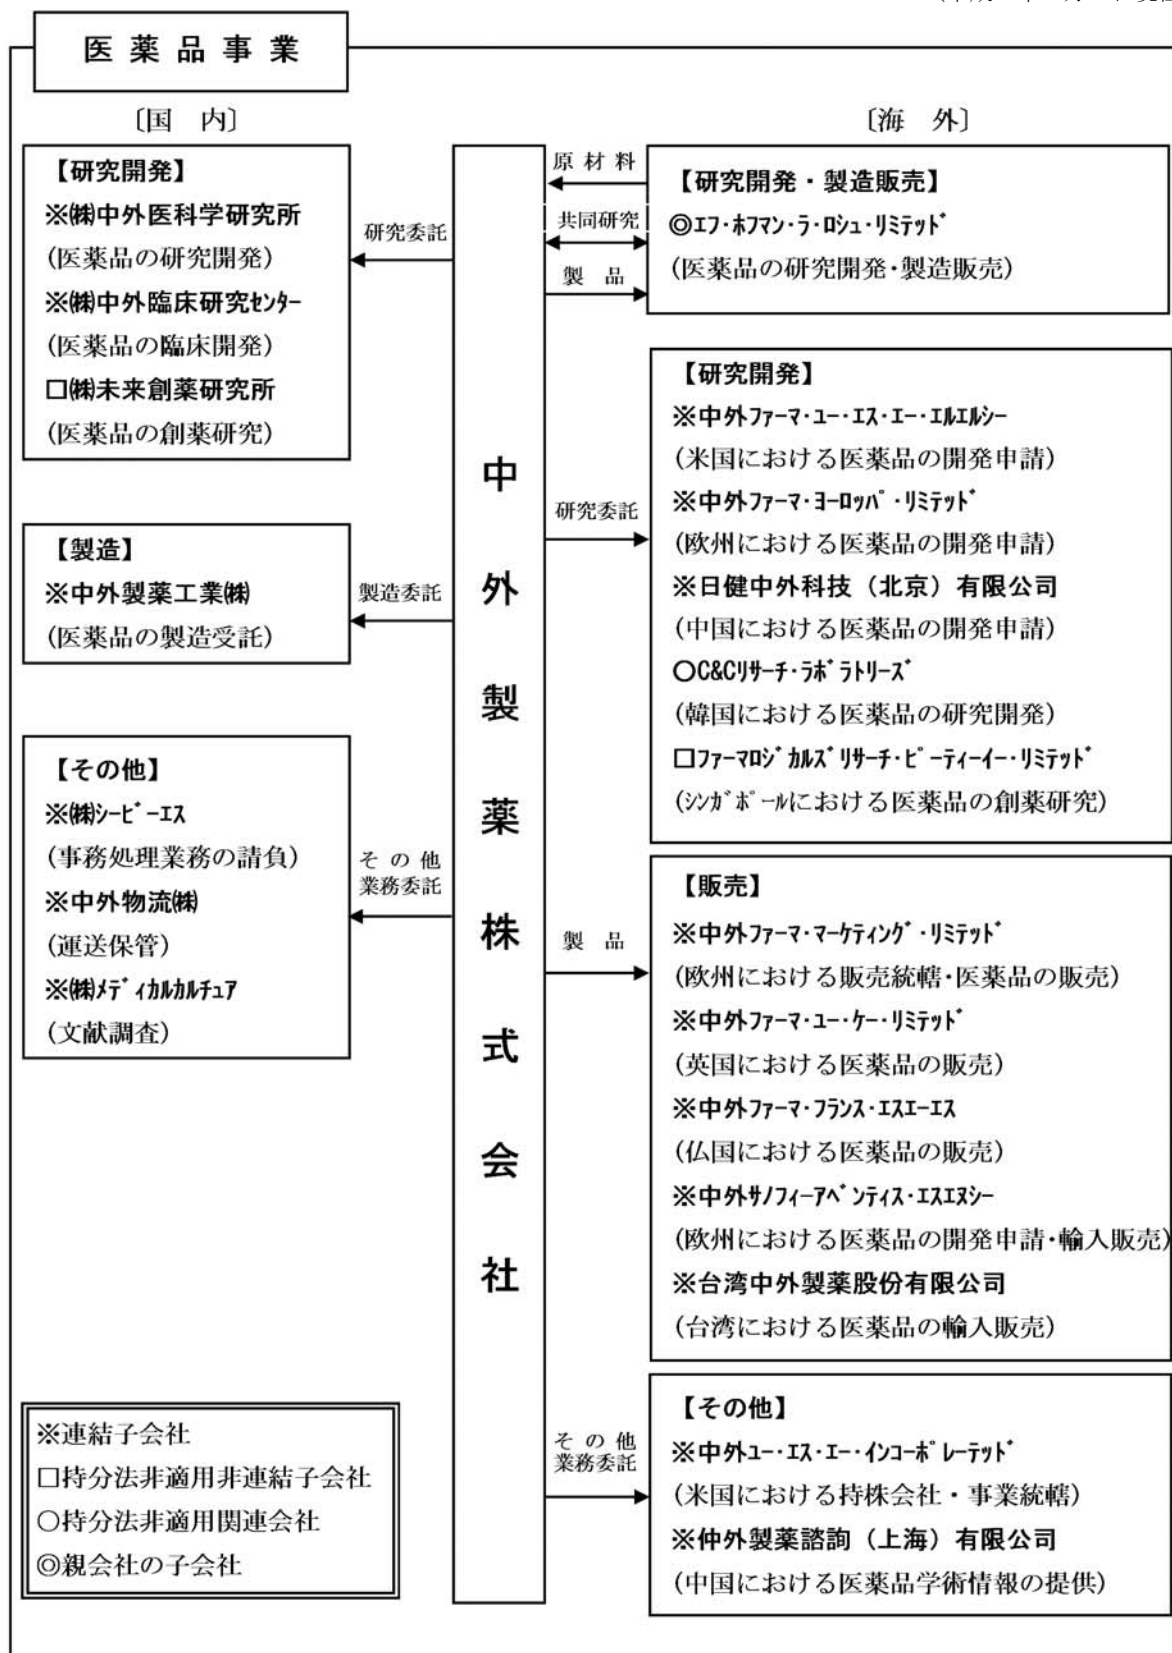 医薬品事業
〔国 内〕
【研究開発】
※㈱中外医科学研究所
(医薬品の研究開発)
※㈱中外臨床研究ｾﾝﾀｰ
(医薬品の臨床開発)
□㈱未来創薬研究所
(医薬品の創薬研究)
研究委託
【製造】
※中外製薬工業㈱
(医薬品の製造受託)
製造委託
【その他】
※㈱ｼｰﾋﾞｰｴｽ
(事務処理業務の請負)
※中外物流㈱
(運送保管)
※㈱ﾒﾃﾞｨｶﾙｶﾙﾁｭｱ
(文献調査)
その他
業務委託
中外製薬株式会社
〔海 外〕
原材料
共同研究
製 品
【研究開発・製造販売】
◎ｴﾌ･ﾎﾌﾏﾝ･ﾗ･ﾛｼｭ･ﾘﾐﾃｯﾄﾞ
(医薬品の研究開発･製造販売)
研究委託
【研究開発】
※中外ﾌｧｰﾏ･ﾕｰ･ｴｽ･ｴｰ･ｴﾙｴﾙｼｰ
(米国における医薬品の開発申請)
※中外ﾌｧｰﾏ･ﾖｰﾛｯﾊﾟ･ﾘﾐﾃｯﾄﾞ
(欧州における医薬品の開発申請)
※日健中外科技（北京）有限公司
(中国における医薬品の開発申請)
○C&Cﾘｻｰﾁ･ﾗﾎﾞﾗﾄﾘｰｽﾞ
(韓国における医薬品の研究開発)
□ﾌｧｰﾏﾛｼﾞｶﾙｽﾞﾘｻｰﾁ･ﾋﾟｰﾃｨｰｲｰ･ﾘﾐﾃｯﾄﾞ
(ｼﾝｶﾞﾎﾟｰﾙにおける医薬品の創薬研究)
製 品
【販売】
※中外ﾌｧｰﾏ･ﾏｰｹﾃｨﾝｸﾞ･ﾘﾐﾃｯﾄﾞ
(欧州における販売統轄･医薬品の販売)
※中外ﾌｧｰﾏ･ﾕｰ･ｹｰ･ﾘﾐﾃｯﾄﾞ
(英国における医薬品の販売)
※中外ﾌｧｰﾏ･ﾌﾗﾝｽ･ｴｽｴｰｴｽ
(仏国における医薬品の販売)
※中外ｻﾉﾌｨｰｱﾍﾞﾝﾃｨｽ･ｴｽｴﾇｼｰ
(欧州における医薬品の開発申請･輸入販売)
※台湾中外製薬股份有限公司
(台湾における医薬品の輸入販売)
その他
業務委託
【その他】
※中外ﾕｰ･ｴｽ･ｴｰ･ｲﾝｺｰﾎﾟﾚｰﾃｯﾄﾞ
(米国における持株会社・事業統轄)
※仲外製薬諮詢（上海）有限公司
(中国における医薬品学術情報の提供)
※連結子会社
□持分法非適用非連結子会社
○持分法非適用関連会社
◎親会社の子会社